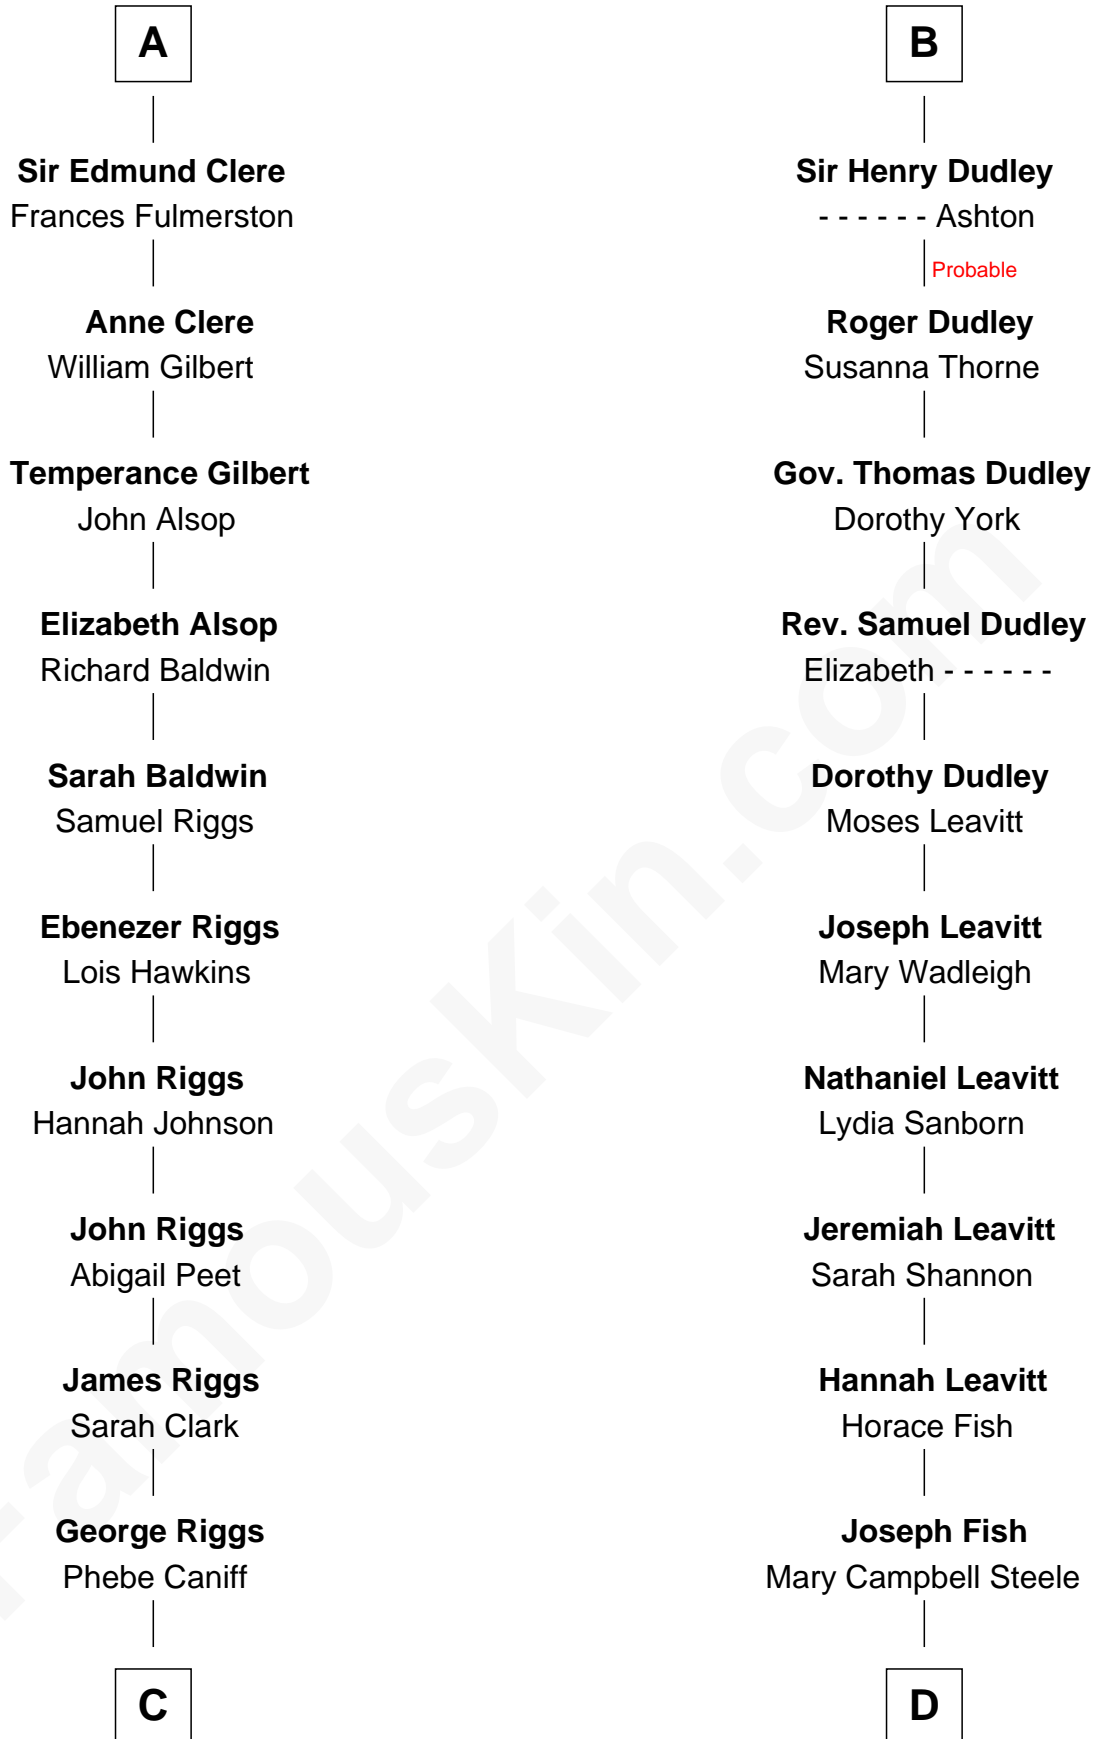 A
Sir Edmund Clere
Frances Fulmerston
Anne Clere
William Gilbert
Temperance Gilbert
John Alsop
Elizabeth Alsop
Richard Baldwin
Sarah Baldwin
Samuel Riggs
Ebenezer Riggs
Lois Hawkins
John Riggs
Hannah Johnson
John Riggs
Abigail Peet
James Riggs
Sarah Clark
George Riggs
Phebe Caniff
C
B
Sir Henry Dudley
- - - - - - Ashton
Probable
Roger Dudley
Susanna Thorne
Gov. Thomas Dudley
Dorothy York
Rev. Samuel Dudley
Elizabeth - - - - - -
Dorothy Dudley
Moses Leavitt
Joseph Leavitt
Mary Wadleigh
Nathaniel Leavitt
Lydia Sanborn
Jeremiah Leavitt
Sarah Shannon
Hannah Leavitt
Horace Fish
Joseph Fish
Mary Campbell Steele
D
FamousKin.com